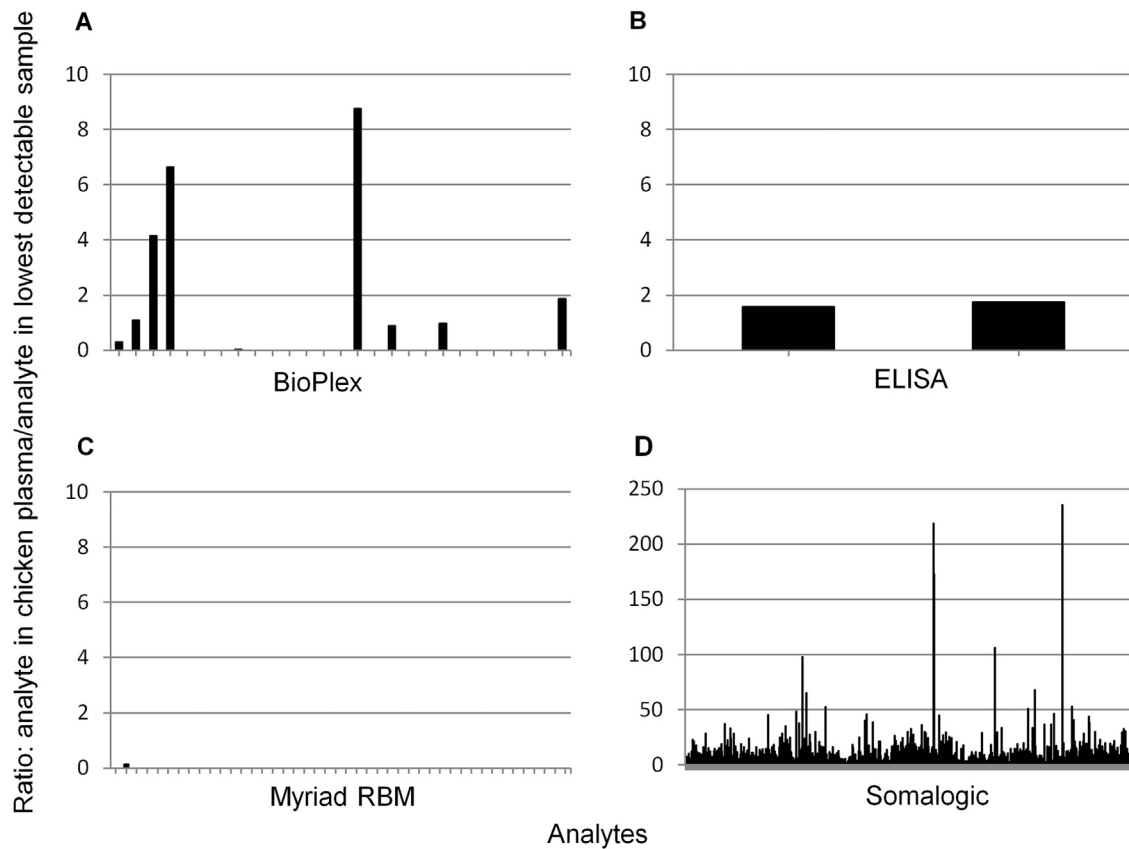 Ratio: analyte in chicken plasma/analyte in lowest detectable sample
A
10
8
6
4
2
0
BioPlex
B
10
8
6
4
2
0
ELISA
C
10
8
6
4
2
0
Myriad RBM
D
250
200
150
100
50
0
Somalogic
Analytes